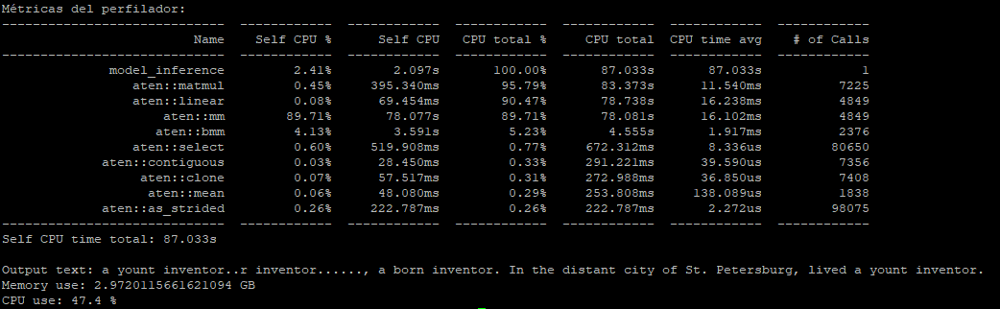 Métricas del perfilador:
Name Self CPU % Self CPU CPU total % CPU total CPU time avg # of Calls
model_inference 2.41% 2.097s 100.00% 87.033s 87.033s 1
aten::matmul 0.45% 395.340ms 95.79% 83.373s 11.540ms 7225
aten::linear 0.08% 69.454ms 90.47% 78.738s 16.238ms 4849
aten::mm 89.71% 78.077s 89.71% 78.081s 16.102ms 4849
aten::bmm 4.13% 3.591s 5.23% 4.555s 1.917ms 2376
aten::select 0.60% 519.908ms 0.77% 672.312ms 8.336us 80650
aten::contiguous 0.03% 28.450ms 0.33% 291.221ms 39.590us 7356
aten::clone 0.07% 57.517ms 0.31% 272.988ms 36.850us 7408
aten::mean 0.06% 48.080ms 0.29% 253.808ms 138.089us 1838
aten::as_strided 0.26% 222.787ms 0.26% 222.787ms 2.272us 98075
Self CPU time total: 87.033s
Output text: a yount inventor..r inventor......, a born inventor. In the distant city of St. Petersburg, lived a yount inventor.
Memory use: 2.9720115661621094 GB
CPU use: 47.4 %